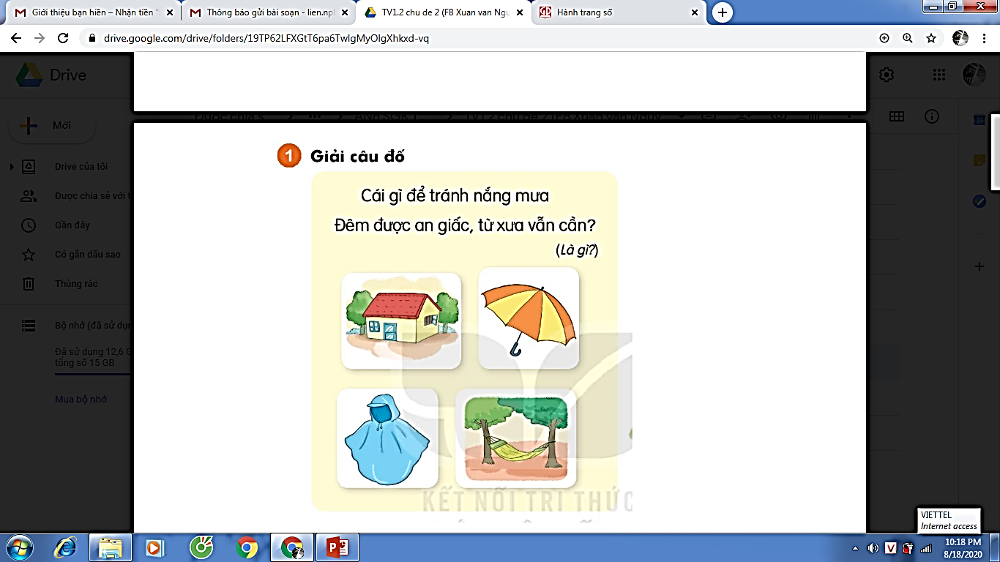 Giới thiệu bạn hiền – Nhận tiền
Thông báo gửi bài soạn - lien.npl
TV1.2 chu de 2 (FB Xuan van Ngu
Hành trang số
drive.google.com/drive/folders/
Drive
Mới
Drive của tôi
Được chia sẻ với t
Gần đây
Có gắn dấu sao
Thùng rác
Bộ nhớ (đã sử dụn
Đã sử dụng 12,6 G
tổng số 15 GB
Mua bộ nhớ
1 Giải câu đố
Cái gì để tránh nắng mưa
Đêm được an giấc, từ xưa vẫn cần?
(Là gì?)
KẾT NỐI TRI THỨC
VIETTEL
Internet access
10:18 PM
8/18/2020